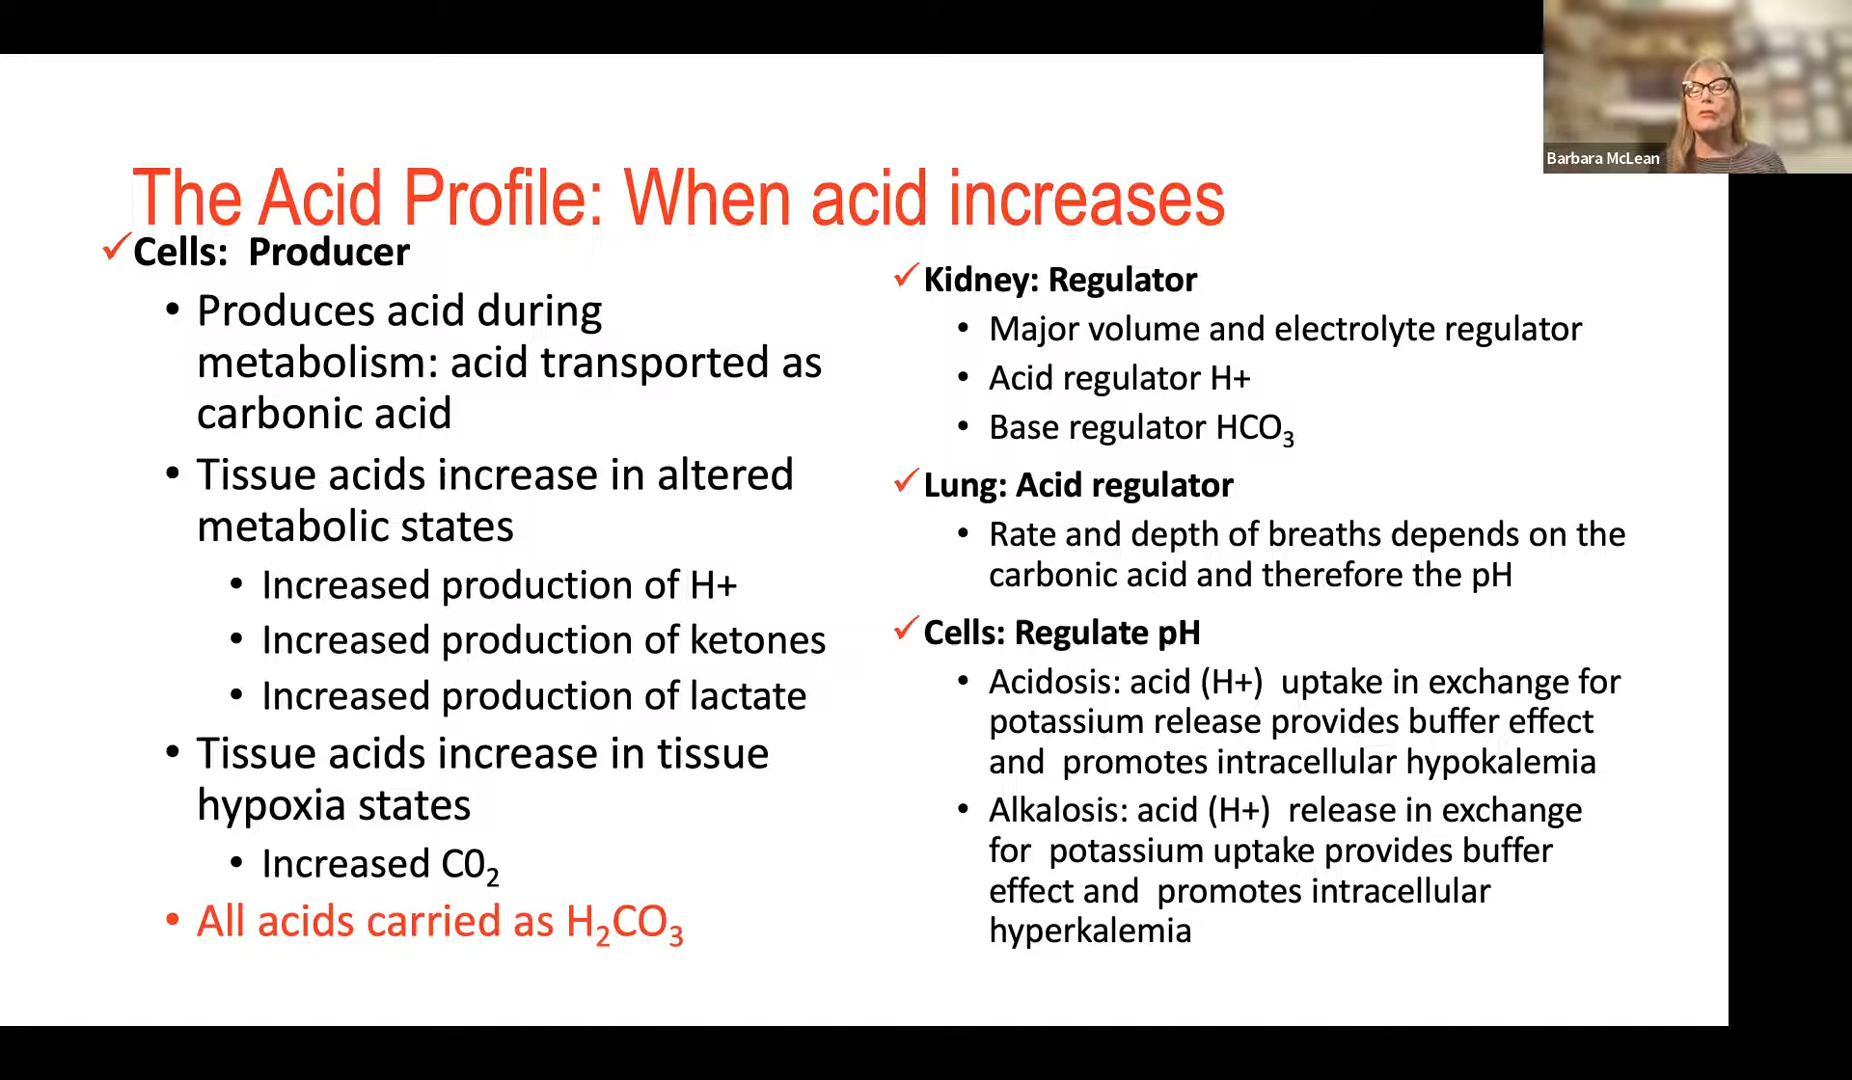 The Acid Profile: When acid increases
✓Cells:  Producer
• Produces acid during
metabolism: acid transported as
carbonic acid
• Tissue acids increase in altered
metabolic states
• Increased production of H+
• Increased production of ketones
• Increased production of lactate
• Tissue acids increase in tissue
hypoxia states
• Increased C0₂
• All acids carried as H₂CO₃
✓Kidney: Regulator
• Major volume and electrolyte regulator
• Acid regulator H+
• Base regulator HCO₃
✓Lung: Acid regulator
• Rate and depth of breaths depends on the
carbonic acid and therefore the pH
✓Cells: Regulate pH
• Acidosis: acid (H+)  uptake in exchange for
potassium release provides buffer effect
and  promotes intracellular hypokalemia
• Alkalosis: acid (H+)  release in exchange
for  potassium uptake provides buffer
effect and  promotes intracellular
hyperkalemia
Barbara McLean